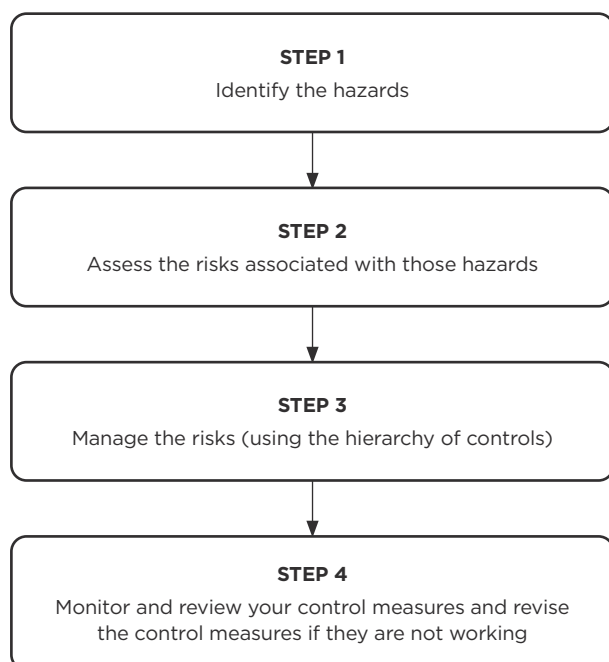 STEP 1
Identify the hazards
STEP 2
Assess the risks associated with those hazards
STEP 3
Manage the risks (using the hierarchy of controls)
STEP 4
Monitor and review your control measures and revise
the control measures if they are not working